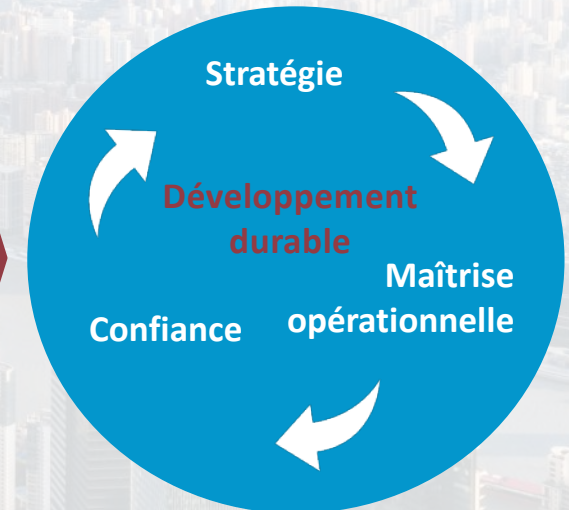 Stratégie
Développement
durable
Maîtrise
opérationnelle
Confiance